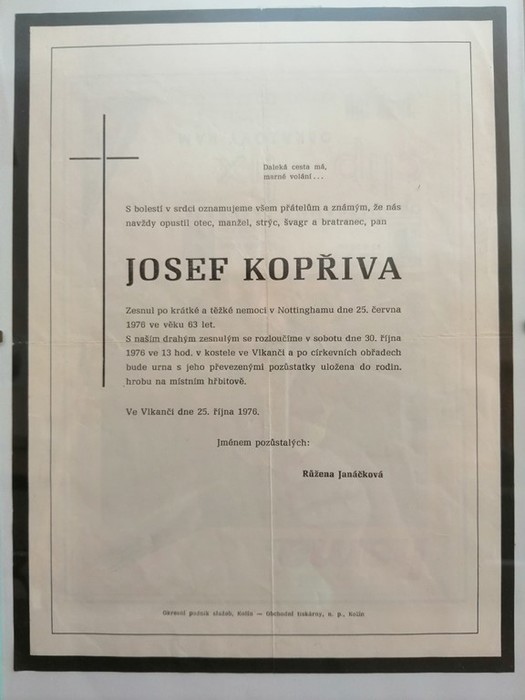 Daleká cesta má,
marné volání...
S bolestí v srdci oznamujeme všem přátelům a známým, že nás
navždy opustil otec, manžel, strýc, švagr a bratranec, pan
JOSEF KOPŘIVA
Zesnul po krátké a těžké nemoci v Nottinghamu dne 25. června
1976 ve věku 63 let.
S naším drahým zesnulým se rozloučíme v sobotu dne 30. října
1976 ve 13 hod. v kostele ve Vlkanči a po církevních obřadech
bude urna s jeho převezenými pozůstatky uložena do rodin.
hrobu na místním hřbitově.
Ve Vlkanči dne 25. října 1976.
Jménem pozůstalých:
Růžena Janáčková
Okresní podnik služeb, Kolín — Obchodní tiskárny, n. p., Kolín